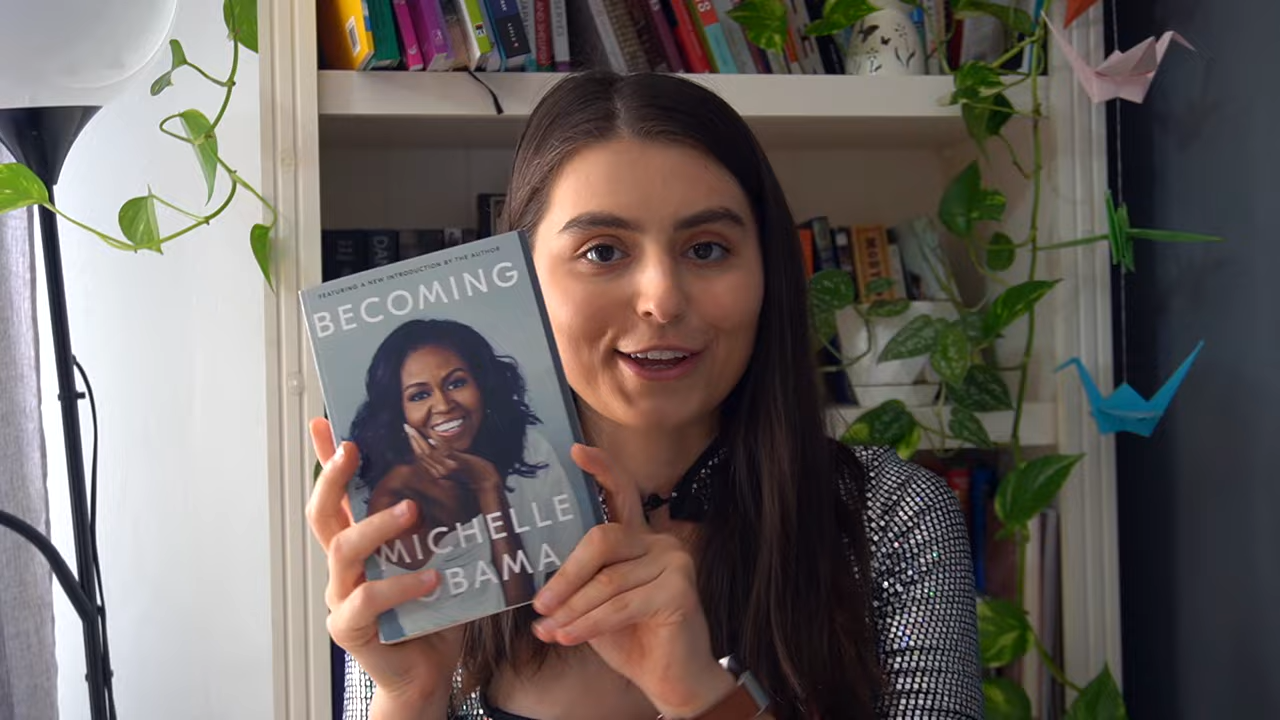 FEATURING A NEW INTRODUCTION BY THE AUTHOR
BECOMING
MICHELLE
OBAMA